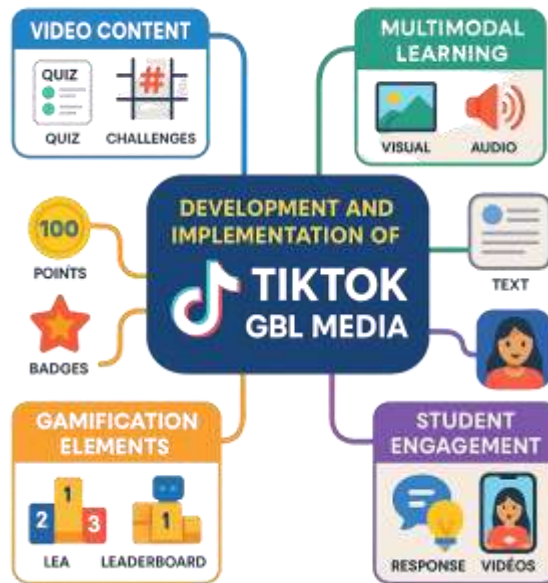 VIDEO CONTENT
QUIZ
QUIZ
CHALLENGES
MULTIMODAL
LEARNING
VISUAL
AUDIO
100
POINTS
BADGES
DEVELOPMENT AND
IMPLEMENTATION OF
TIKTOK
GBL MEDIA
TEXT
GAMIFICATION
ELEMENTS
2 1 3
LEA
1
LEADERBOARD
STUDENT
ENGAGEMENT
RESPONSE
VIDÉOS